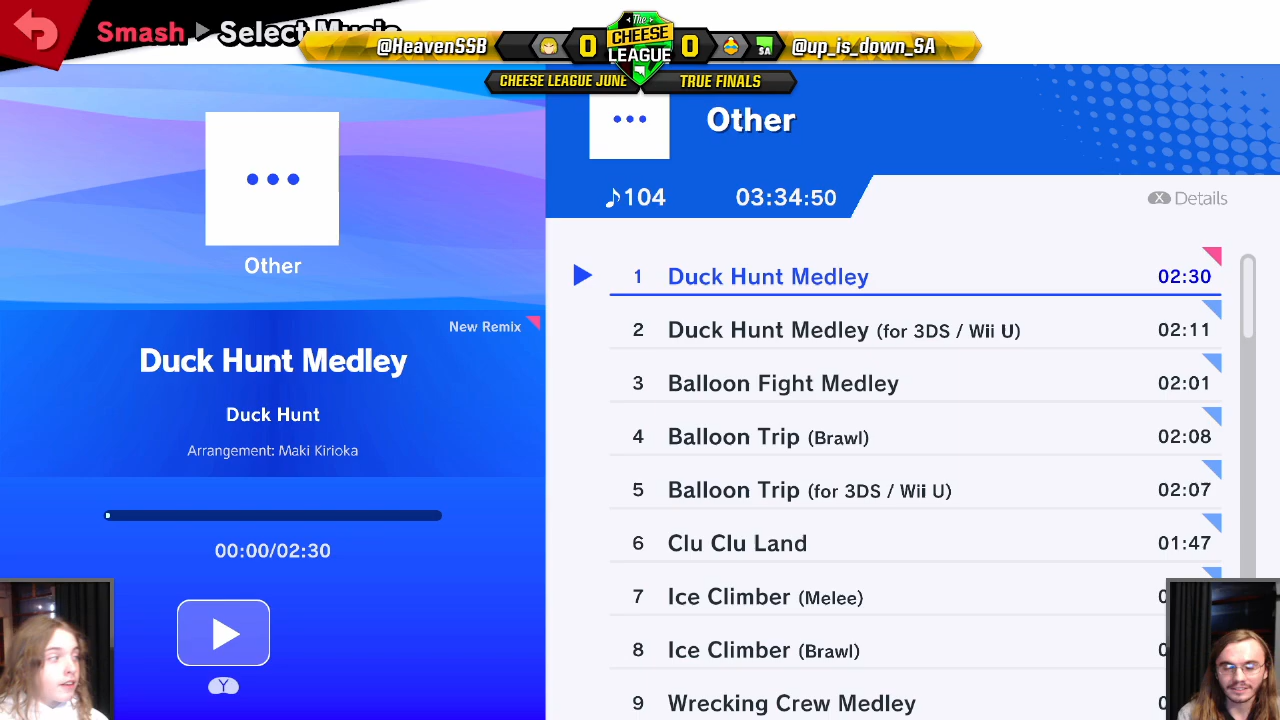 Smash ▶ Select Music
@HeavenSSB 0 The CHEESE LEAGUE 0 SA @up_is_down_SA
CHEESE LEAGUE JUNE TRUE FINALS
Other
New Remix
Duck Hunt Medley
Duck Hunt
Arrangement: Maki Kirioka
00:00/02:30
Y
Other
♪104 03:34:50
X Details
1 Duck Hunt Medley 02:30
2 Duck Hunt Medley (for 3DS / Wii U) 02:11
3 Balloon Fight Medley 02:01
4 Balloon Trip (Brawl) 02:08
5 Balloon Trip (for 3DS / Wii U) 02:07
6 Clu Clu Land 01:47
7 Ice Climber (Melee)
8 Ice Climber (Brawl)
9 Wrecking Crew Medley